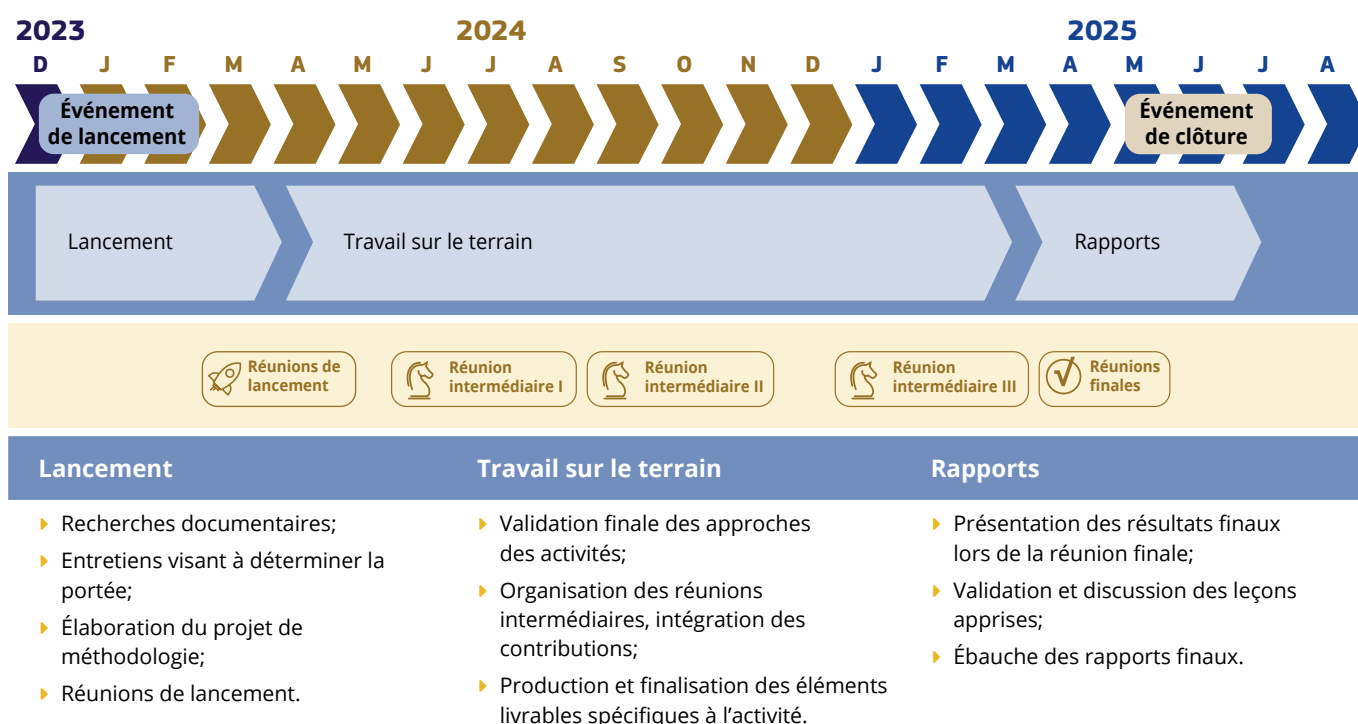 2023 2024 2025
D J F M A M J J A S O N D J F M A M J J A
Événement
de lancement
Événement
de clôture
Lancement
Travail sur le terrain
Rapports
Réunions de
lancement
Réunion
intermédiaire I
Réunion
intermédiaire II
Réunion
intermédiaire III
Réunions
finales
Lancement
Recherches documentaires;
Entretiens visant à déterminer la
portée;
Élaboration du projet de
méthodologie;
Réunions de lancement.
Travail sur le terrain
Validation finale des approches
des activités;
Organisation des réunions
intermédiaires, intégration des
contributions;
Production et finalisation des éléments
livrables spécifiques à l’activité.
Rapports
Présentation des résultats finaux
lors de la réunion finale;
Validation et discussion des leçons
apprises;
Ébauche des rapports finaux.